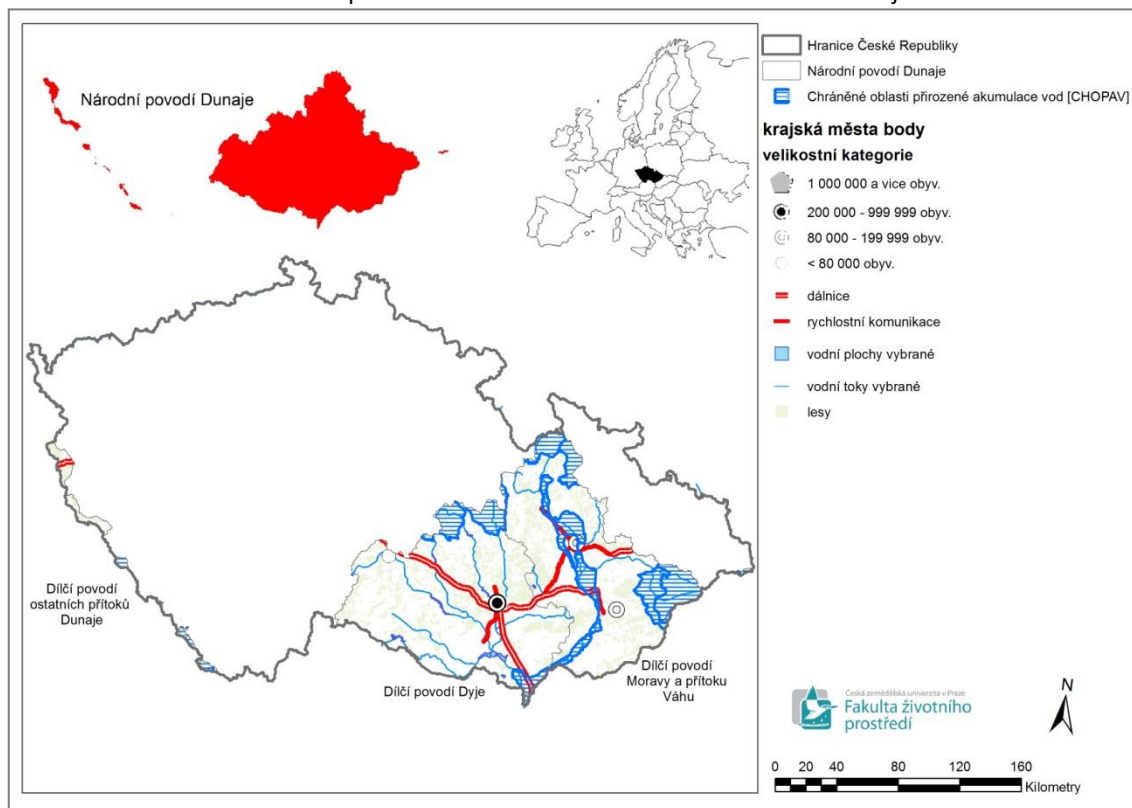 Národní povodí Dunaje
Dílčí povodí
ostatních přítoků
Dunaje
Dílčí povodí Dyje
Dílčí povodí
Moravy a přítoku
Váhu
Hranice České Republiky
Národní povodí Dunaje
Chráněné oblasti přirozené akumulace vod [CHOPAV]
krajská města body
velikostní kategorie
1 000 000 a vice obyv.
200 000 - 999 999 obyv.
80 000 - 199 999 obyv.
< 80 000 obyv.
dálnice
rychlostní komunikace
vodní plochy vybrané
vodní toky vybrané
lesy
Česká zemědělská univerzita v Praze
Fakulta životního
prostředí
N
0 20 40 80 120 160
Kilometry